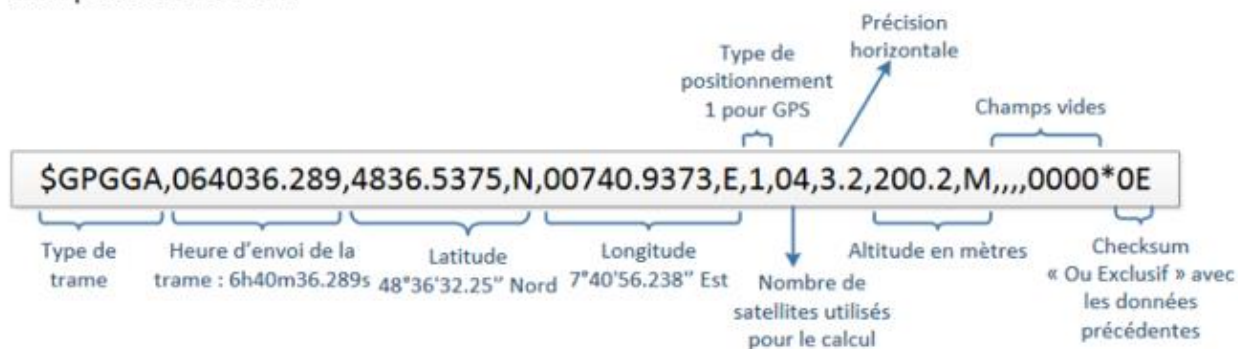 Précision
horizontale
Type de
positionnement
1 pour GPS
Champs vides
$GPGGA,064036.289,4836.5375,N,00740.9373,E,1,04,3.2,200.2,M,,,,0000*0E
Type de
trame
Heure d'envoi de la
trame : 6h40m36.289s
Latitude
48°36'32.25" Nord
Longitude
7°40'56.238" Est
Nombre de
satellites utilisés
pour le calcul
Altitude en mètres
Checksum
« Ou Exclusif » avec
les données
précédentes